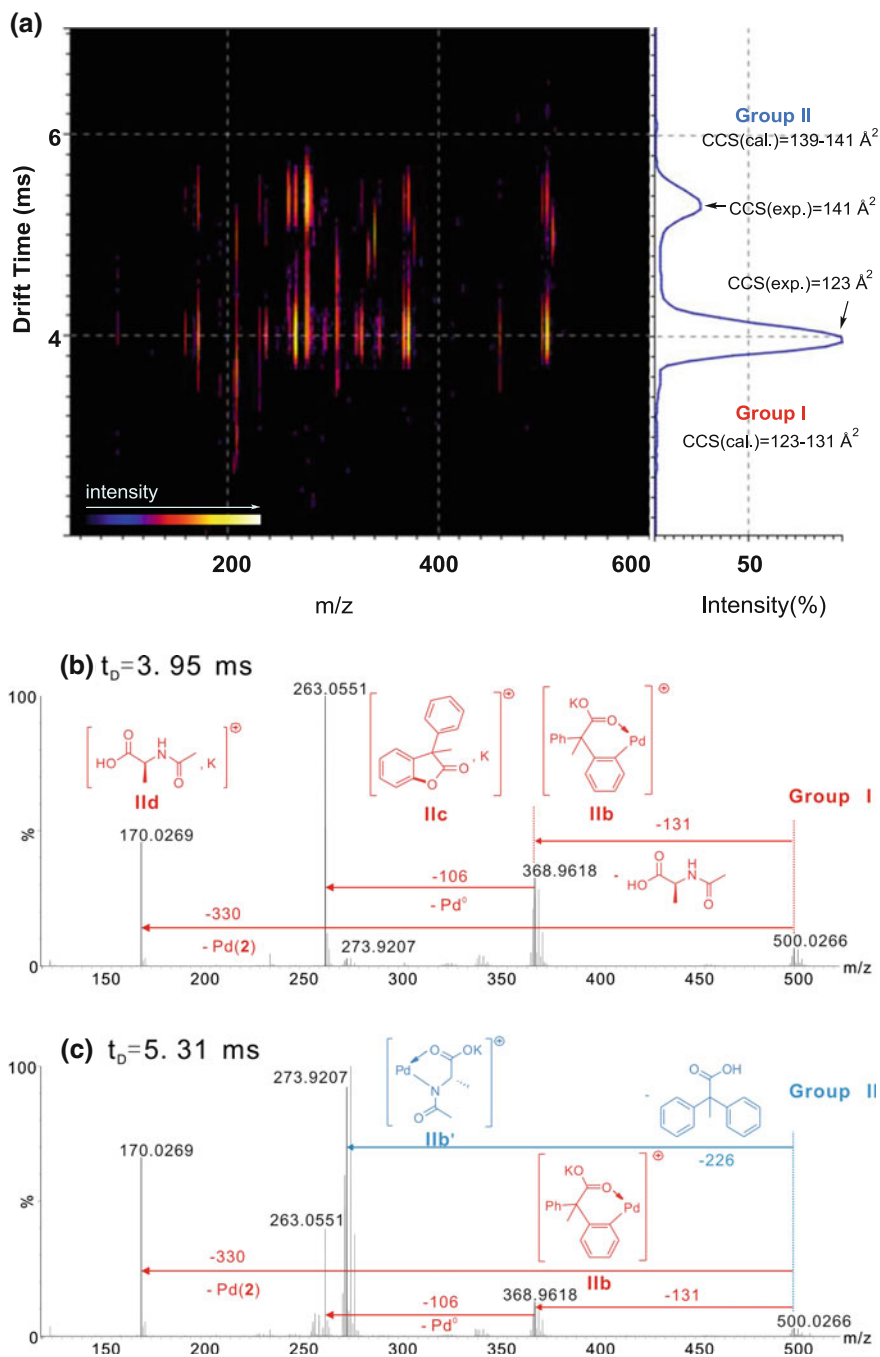 (a)
6
4
Drift Time (ms)
intensity
200
400
600
m/z
50
Intensity(%)
Group II
CCS(cal.)=139-141 Å²
CCS(exp.)=141 Å²
CCS(exp.)=123 Å²
Group I
CCS(cal.)=123-131 Å²
(b) t_D=3. 95 ms
100
%
0
263.0551
HO
O
H
N
O
, K
⊕
IId
O
O
, K
⊕
IIc
KO
O
Ph
Pd
⊕
IIb
Group I
170.0269
-131
368.9618
-
HO
O
H
N
O
-106
- Pd⁰
-330
- Pd(2)
273.9207
500.0266
150
200
250
300
350
400
450
500
m/z
(c) t_D=5. 31 ms
100
%
0
273.9207
Pd
O
OK
N
O
⊕
IIb'
-
O
OH
Group II
170.0269
-226
KO
O
Ph
Pd
⊕
IIb
263.0551
-330
- Pd(2)
-106
- Pd⁰
368.9618
-131
500.0266
150
200
250
300
350
400
450
500
m/z